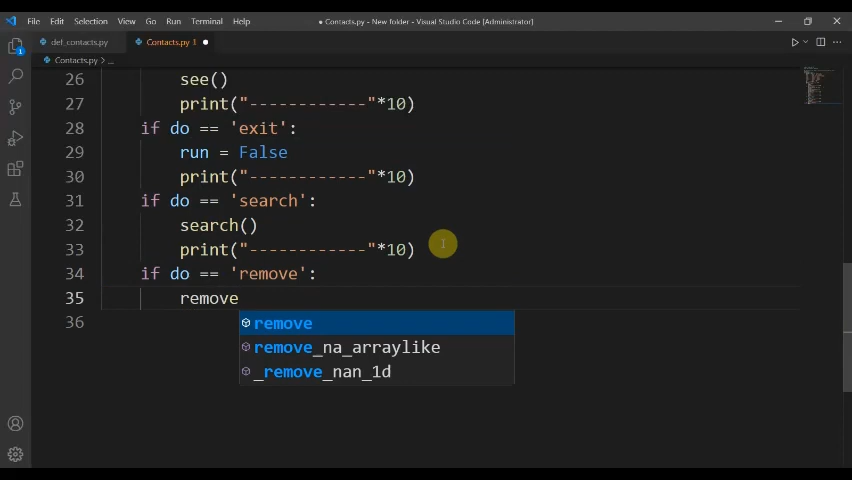 File Edit Selection View Go Run Terminal Help
● Contacts.py - New folder - Visual Studio Code [Administrator]
def_contacts.py
Contacts.py 1 ●
Contacts.py > ...
1
26 see()
27 print("------------"*10)
28 if do == 'exit':
29 run = False
30 print("------------"*10)
31 if do == 'search':
32 search()
33 print("------------"*10)
34 if do == 'remove':
35 remove
36
remove
remove_na_arraylike
_remove_nan_1d